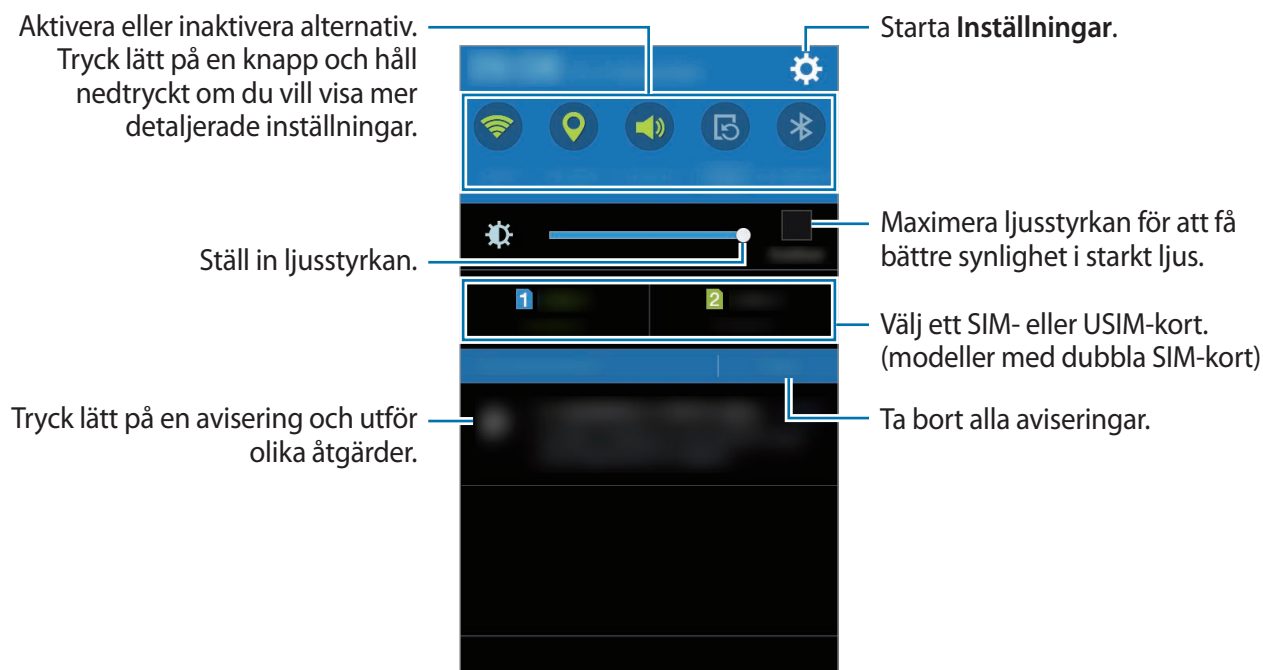 Aktivera eller inaktivera alternativ.
Tryck lätt på en knapp och håll
nedtryckt om du vill visa mer
detaljerade inställningar.
Starta Inställningar.
Ställ in ljusstyrkan.
Maximera ljusstyrkan för att få
bättre synlighet i starkt ljus.
1
2
Välj ett SIM- eller USIM-kort.
(modeller med dubbla SIM-kort)
Tryck lätt på en avisering och utför
olika åtgärder.
Ta bort alla aviseringar.